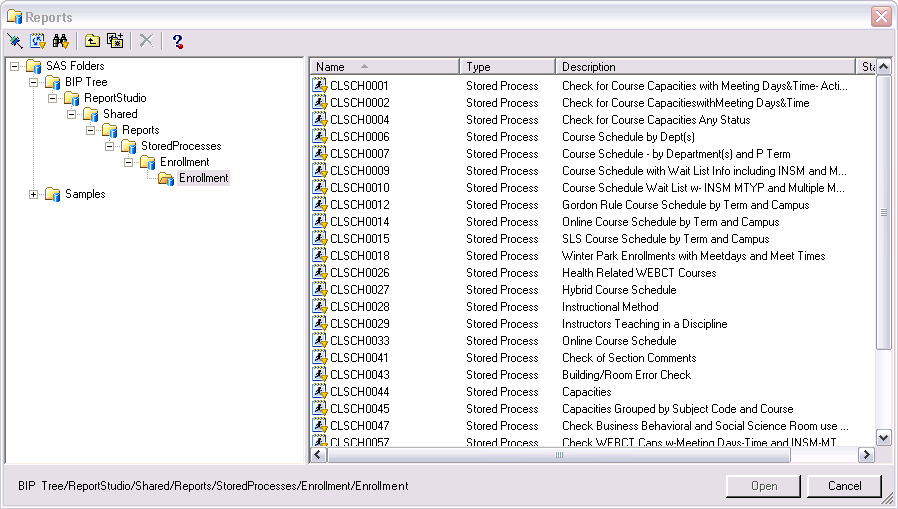 Reports
SAS Folders
BIP Tree
ReportStudio
Shared
Reports
StoredProcesses
Enrollment
Enrollment
Samples
Name Type Description Sta
CLSCH0001 Stored Process Check for Course Capacities with Meeting Days&Time- Acti...
CLSCH0002 Stored Process Check for Course CapacitieswithMeeting Days&Time
CLSCH0004 Stored Process Check for Course Capacities Any Status
CLSCH0006 Stored Process Course Schedule by Dept(s)
CLSCH0007 Stored Process Course Schedule - by Department(s) and P Term
CLSCH0009 Stored Process Course Schedule with Wait List Info including INSM and M...
CLSCH0010 Stored Process Course Schedule Wait List w- INSM MTYP and Multiple M...
CLSCH0012 Stored Process Gordon Rule Course Schedule by Term and Campus
CLSCH0014 Stored Process Online Course Schedule by Term and Campus
CLSCH0015 Stored Process SLS Course Schedule by Term and Campus
CLSCH0018 Stored Process Winter Park Enrollments with Meetdays and Meet Times
CLSCH0026 Stored Process Health Related WEBCT Courses
CLSCH0027 Stored Process Hybrid Course Schedule
CLSCH0028 Stored Process Instructional Method
CLSCH0029 Stored Process Instructors Teaching in a Discipline
CLSCH0033 Stored Process Online Course Schedule
CLSCH0041 Stored Process Check of Section Comments
CLSCH0043 Stored Process Building/Room Error Check
CLSCH0044 Stored Process Capacities
CLSCH0045 Stored Process Capacities Grouped by Subject Code and Course
CLSCH0047 Stored Process Check Business Behavioral and Social Science Room use ...
CLSCH0057 Stored Process Check WEBCT Caps w-Meeting Days-Time and INSM-MT
BIP Tree/ReportStudio/Shared/Reports/StoredProcesses/Enrollment/Enrollment
Open Cancel